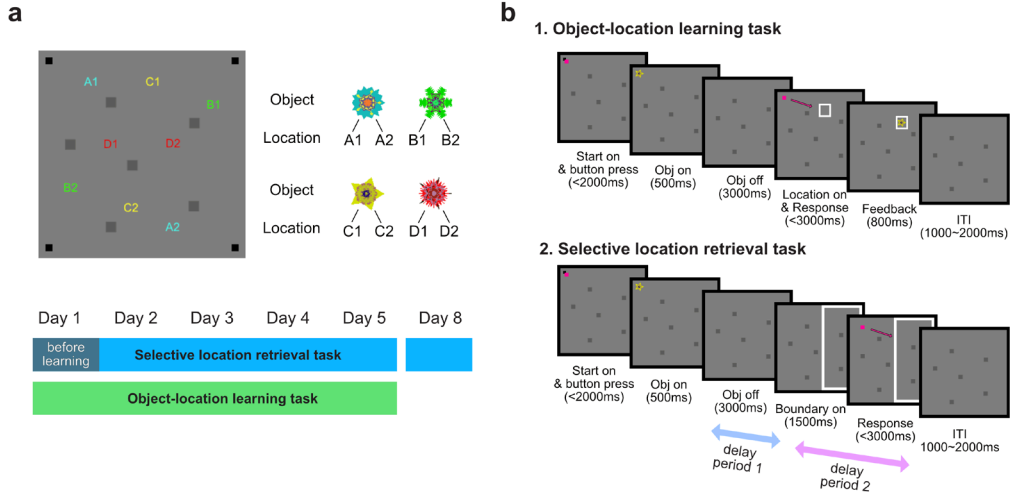 a
A1
C1
B1
D1
D2
B2
C2
A2
Object
Location
A1 A2 B1 B2
Object
Location
C1 C2 D1 D2
Day 1 Day 2 Day 3 Day 4 Day 5 Day 8
before
learning
Selective location retrieval task
Object-location learning task
b
1. Object-location learning task
Start on
& button press
(<2000ms)
Obj on
(500ms)
Obj off
(3000ms)
Location on
& Response
(<3000ms)
Feedback
(800ms)
ITI
(1000~2000ms)
2. Selective location retrieval task
Start on
& button press
(<2000ms)
Obj on
(500ms)
Obj off
(3000ms)
Boundary on
(1500ms)
Response
(<3000ms)
ITI
1000~2000ms
delay
period 1
delay
period 2